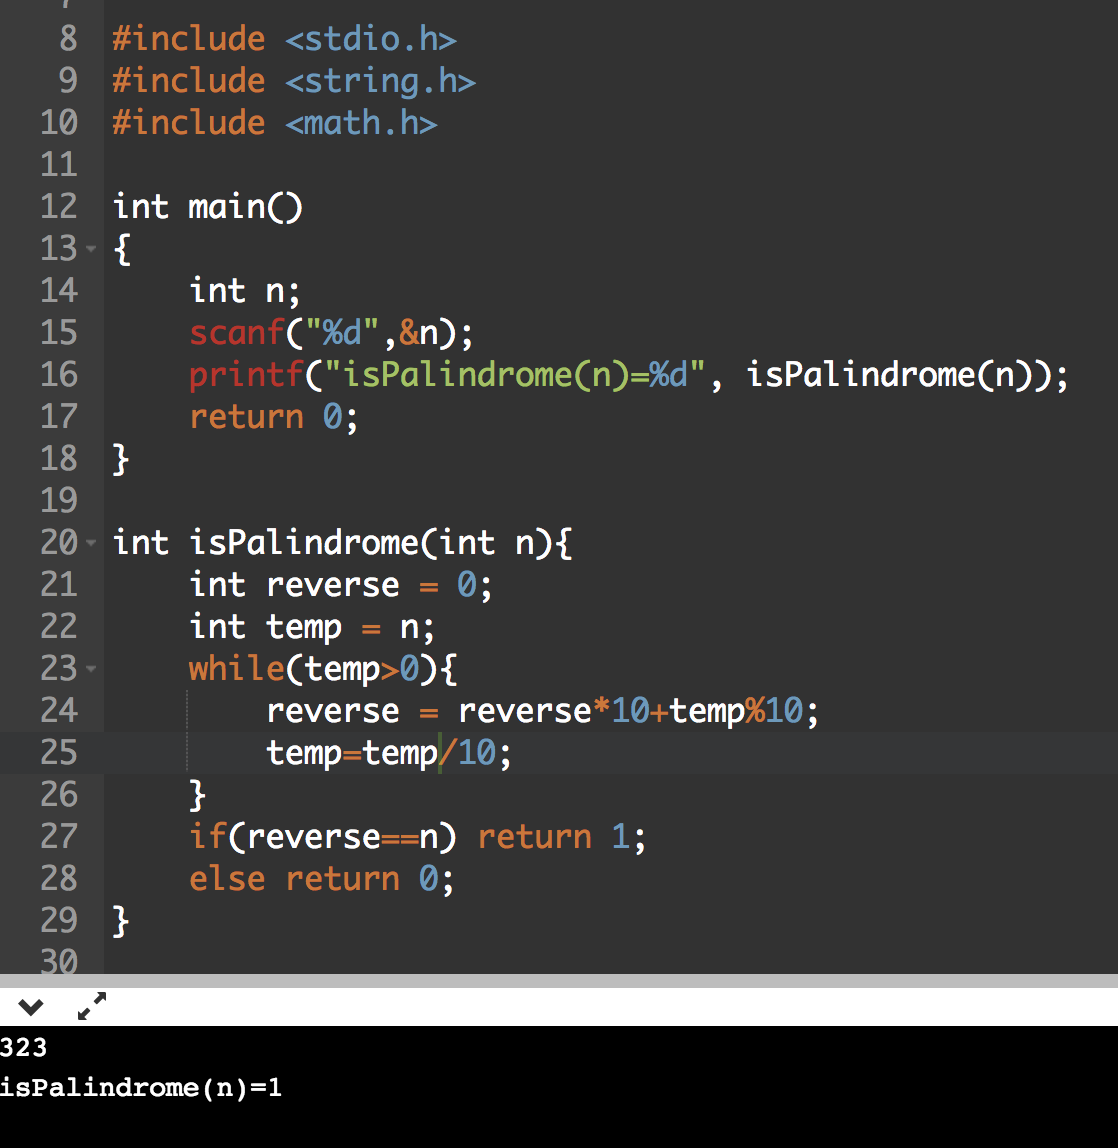 8 #include <stdio.h>
9 #include <string.h>
10 #include <math.h>
11
12 int main()
13 {
14     int n;
15     scanf("%d",&n);
16     printf("isPalindrome(n)=%d", isPalindrome(n));
17     return 0;
18 }
19
20 int isPalindrome(int n){
21     int reverse = 0;
22     int temp = n;
23     while(temp>0){
24         reverse = reverse*10+temp%10;
25         temp=temp/10;
26     }
27     if(reverse==n) return 1;
28     else return 0;
29 }
30
323
isPalindrome(n)=1